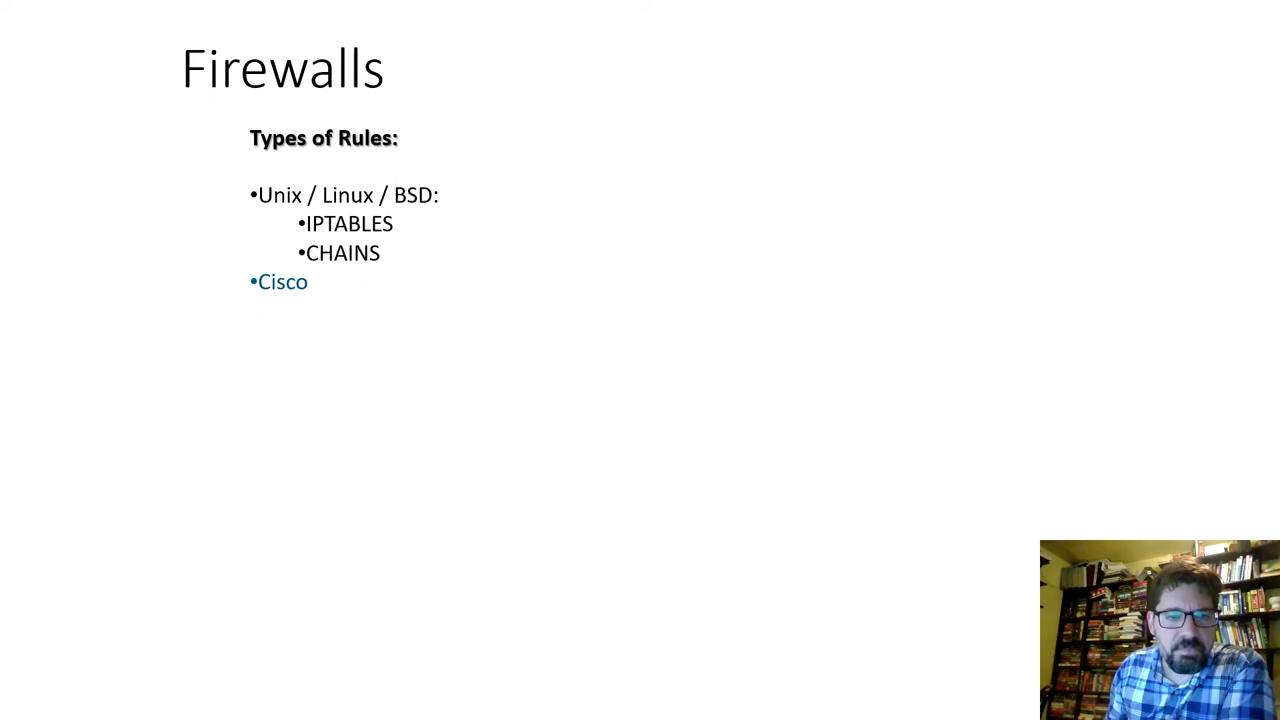 Firewalls
Types of Rules:
•Unix / Linux / BSD:
•IPTABLES
•CHAINS
•Cisco